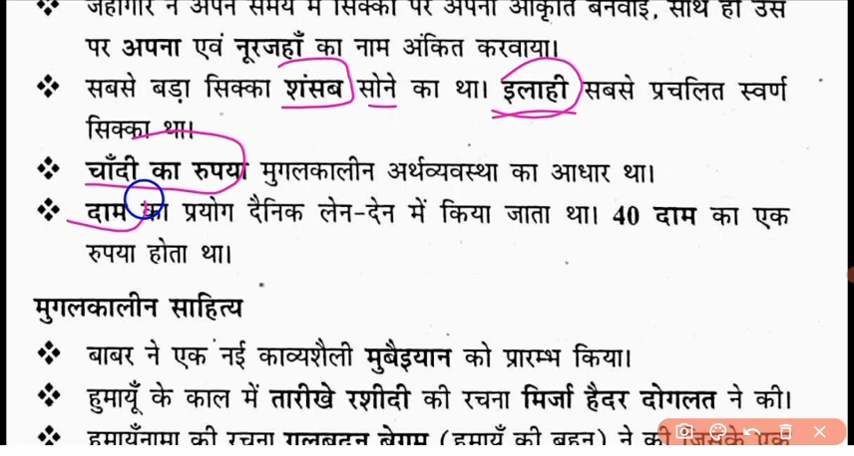 ❖ जहाँगीर ने अपने समय में सिक्कों पर अपनी आकृति बनवाई, साथ ही उस
पर अपना एवं नूरजहाँ का नाम अंकित करवाया।
❖ सबसे बड़ा सिक्का शंसब सोने का था। इलाही सबसे प्रचलित स्वर्ण
सिक्का था।
❖ चाँदी का रुपया मुगलकालीन अर्थव्यवस्था का आधार था।
❖ दाम का प्रयोग दैनिक लेन-देन में किया जाता था। 40 दाम का एक
रुपया होता था।
मुगलकालीन साहित्य
❖ बाबर ने एक नई काव्यशैली मुबैइयान को प्रारम्भ किया।
❖ हुमायूँ के काल में तारीखे रशीदी की रचना मिर्जा हैदर दोगलत ने की।
❖ हुमायूँनामा की रचना गुलबदन बेगम (हुमायूँ की बहन) ने की जिसके एक